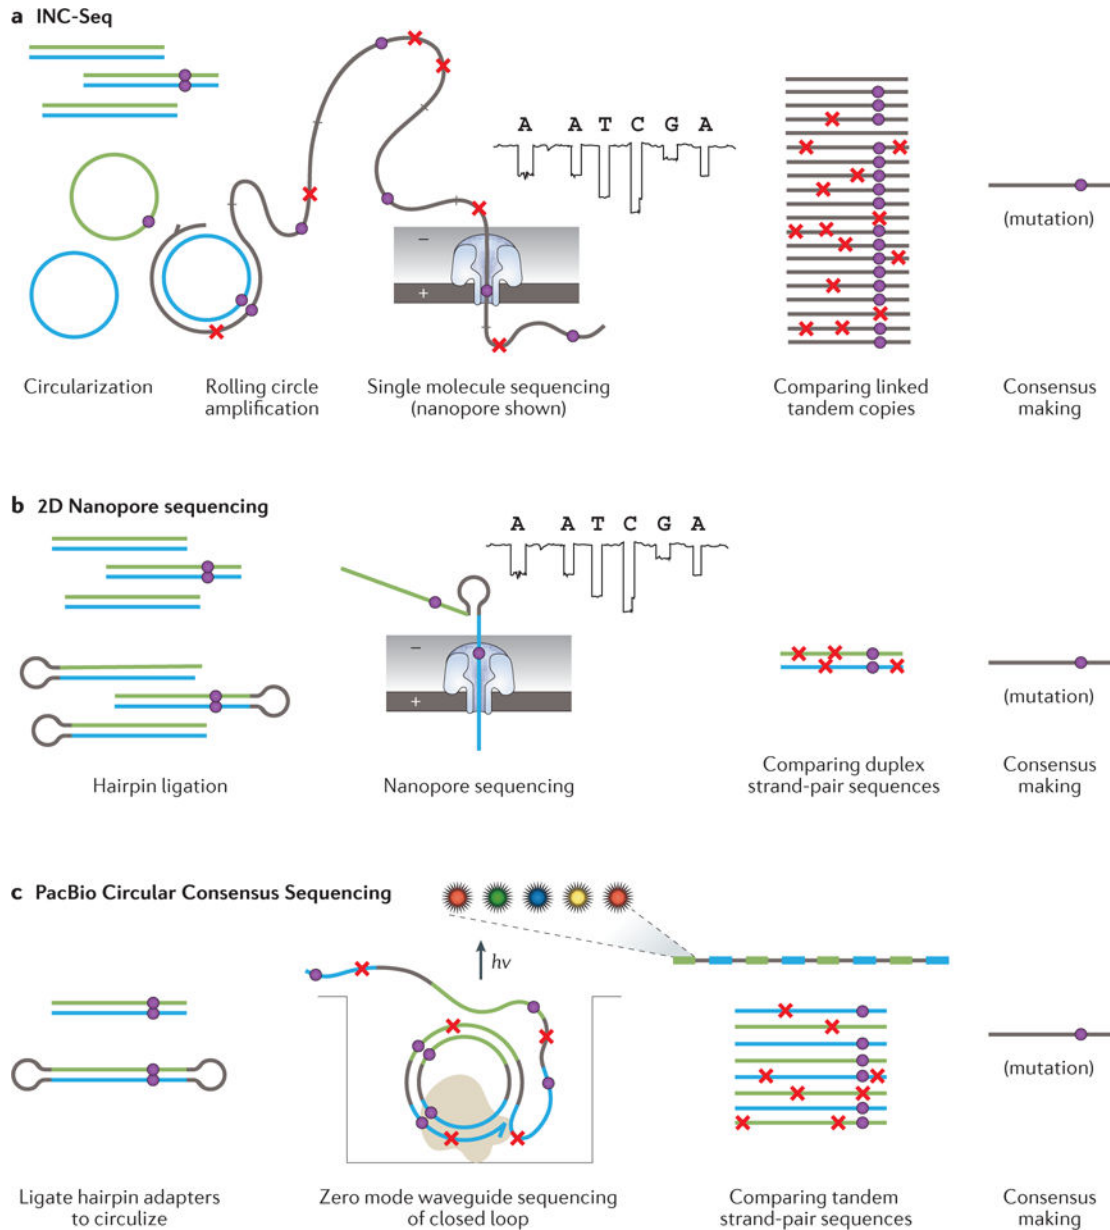 a INC-Seq
A A T C G A
−
+
(mutation)
Circularization
Rolling circle
amplification
Single molecule sequencing
(nanopore shown)
Comparing linked
tandem copies
Consensus
making
b 2D Nanopore sequencing
A A T C G A
−
+
(mutation)
Hairpin ligation
Nanopore sequencing
Comparing duplex
strand-pair sequences
Consensus
making
c PacBio Circular Consensus Sequencing
hv
(mutation)
Ligate hairpin adapters
to circulize
Zero mode waveguide sequencing
of closed loop
Comparing tandem
strand-pair sequences
Consensus
making